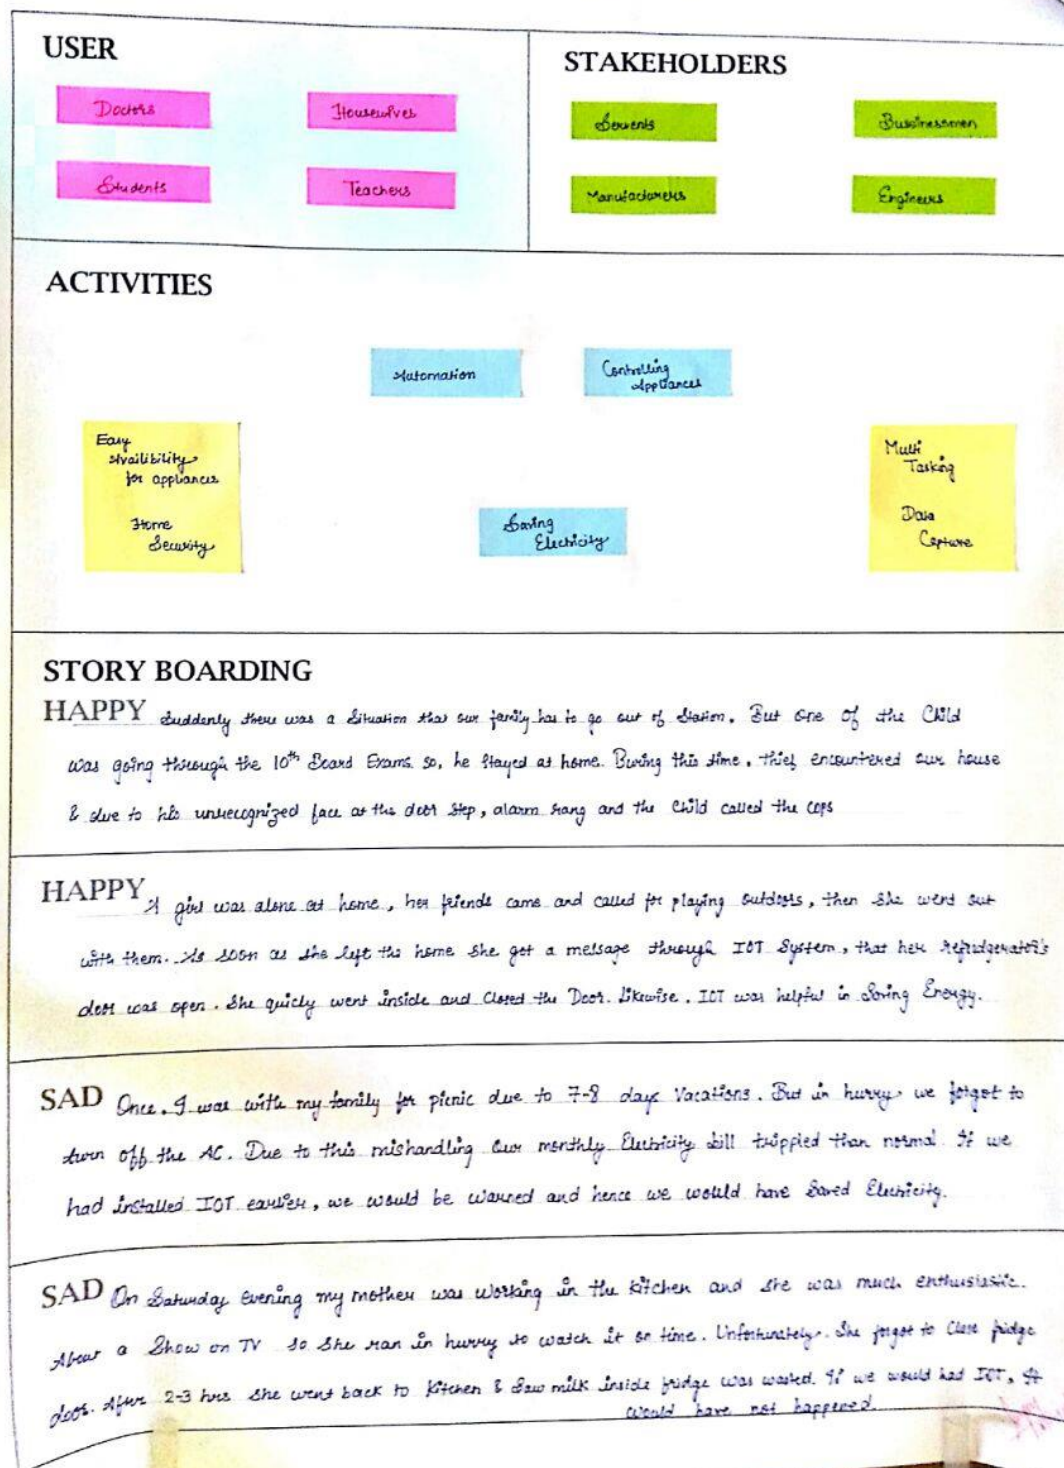 USER
Doctors
Housewives
Students
Teachers
STAKEHOLDERS
Servents
Bussinessmen
Manufacturers
Engineers
ACTIVITIES
Automation
Controlling
Appliances
Easy
Availibility
for appliances
Home
Security
Saving
Electricity
Multi
Tasking
Data
Capture
STORY BOARDING
HAPPY Suddenly there was a Situation that our family has to go out of Station. But one of the Child
was going through the 10th Board Exams. so, he Stayed at home. During this time, thief encountered our house
& due to his unrecognized face at the door step, alarm rang and the Child called the cops
HAPPY A girl was alone at home, her friends came and called for playing outdoors, then she went out
with them. As soon as she left the home she got a message through IOT System, that her Refridgerator's
door was open. She quicly went inside and Closed the Door. Likewise, IOT was helpful in Saving Energy.
SAD Once, I was with my family for picnic due to 7-8 days Vacations. But in hurry we forgot to
turn off the AC. Due to this mishandling our monthly Electricity bill trippled than normal. If we
had installed IOT earlier, we would be warned and hence we would have Saved Electricity.
SAD On Saturday evening my mother was working in the kitchen and she was much enthusiastic.
About a Show on TV so She ran in hurry to watch it on time. Unfortunately. She forgot to Close fridge
door. After 2-3 hrs she went back to Kitchen & Saw milk inside fridge was wasted. If we would had IOT, it
would have not happened.